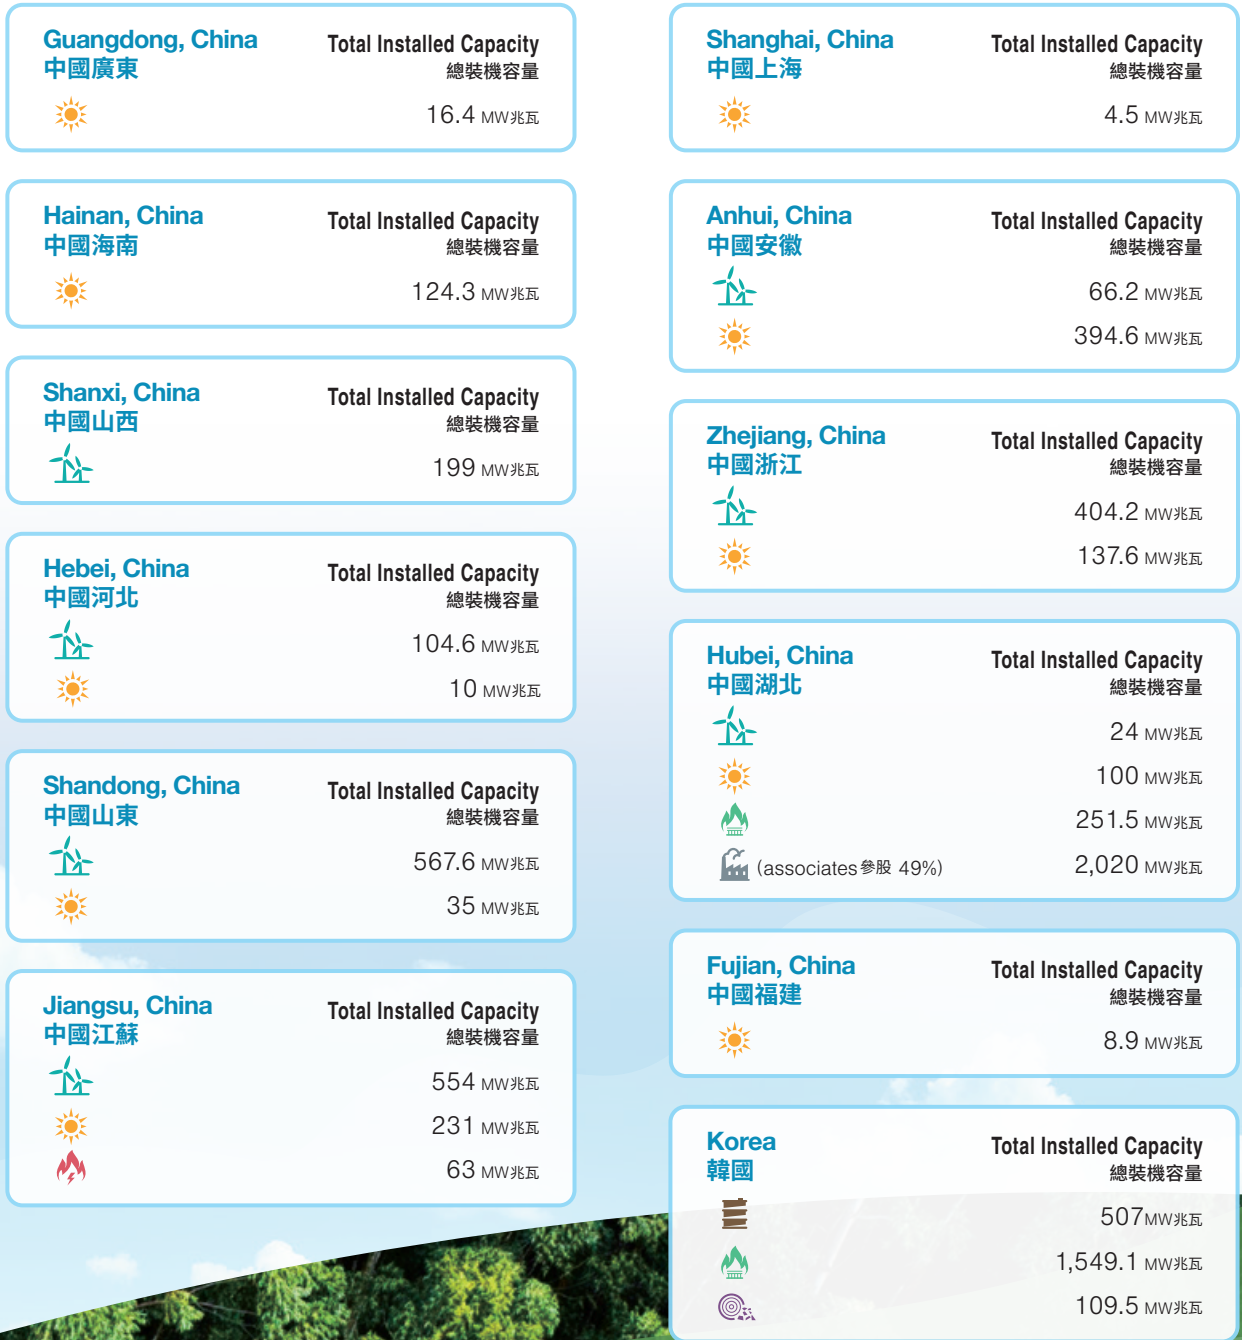 Guangdong, China
中國廣東
Total Installed Capacity
總裝機容量
16.4 MW兆瓦
Hainan, China
中國海南
Total Installed Capacity
總裝機容量
124.3 MW兆瓦
Shanxi, China
中國山西
Total Installed Capacity
總裝機容量
199 MW兆瓦
Hebei, China
中國河北
Total Installed Capacity
總裝機容量
104.6 MW兆瓦
10 MW兆瓦
Shandong, China
中國山東
Total Installed Capacity
總裝機容量
567.6 MW兆瓦
35 MW兆瓦
Jiangsu, China
中國江蘇
Total Installed Capacity
總裝機容量
554 MW兆瓦
231 MW兆瓦
63 MW兆瓦
Shanghai, China
中國上海
Total Installed Capacity
總裝機容量
4.5 MW兆瓦
Anhui, China
中國安徽
Total Installed Capacity
總裝機容量
66.2 MW兆瓦
394.6 MW兆瓦
Zhejiang, China
中國浙江
Total Installed Capacity
總裝機容量
404.2 MW兆瓦
137.6 MW兆瓦
Hubei, China
中國湖北
Total Installed Capacity
總裝機容量
24 MW兆瓦
100 MW兆瓦
251.5 MW兆瓦
(associates參股 49%) 2,020 MW兆瓦
Fujian, China
中國福建
Total Installed Capacity
總裝機容量
8.9 MW兆瓦
Korea
韓國
Total Installed Capacity
總裝機容量
507MW兆瓦
1,549.1 MW兆瓦
109.5 MW兆瓦